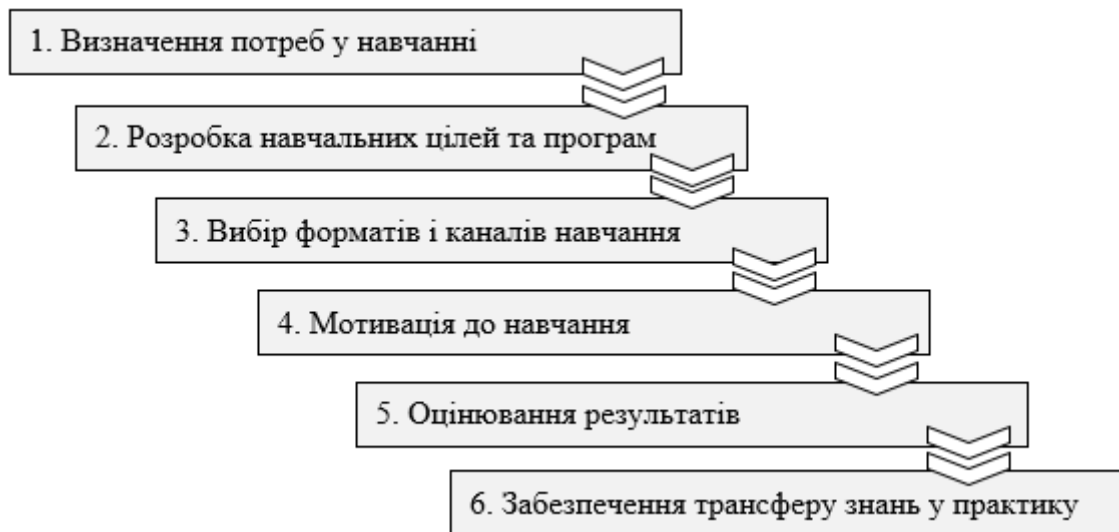 1. Визначення потреб у навчанні
2. Розробка навчальних цілей та програм
3. Вибір форматів і каналів навчання
4. Мотивація до навчання
5. Оцінювання результатів
6. Забезпечення трансферу знань у практику